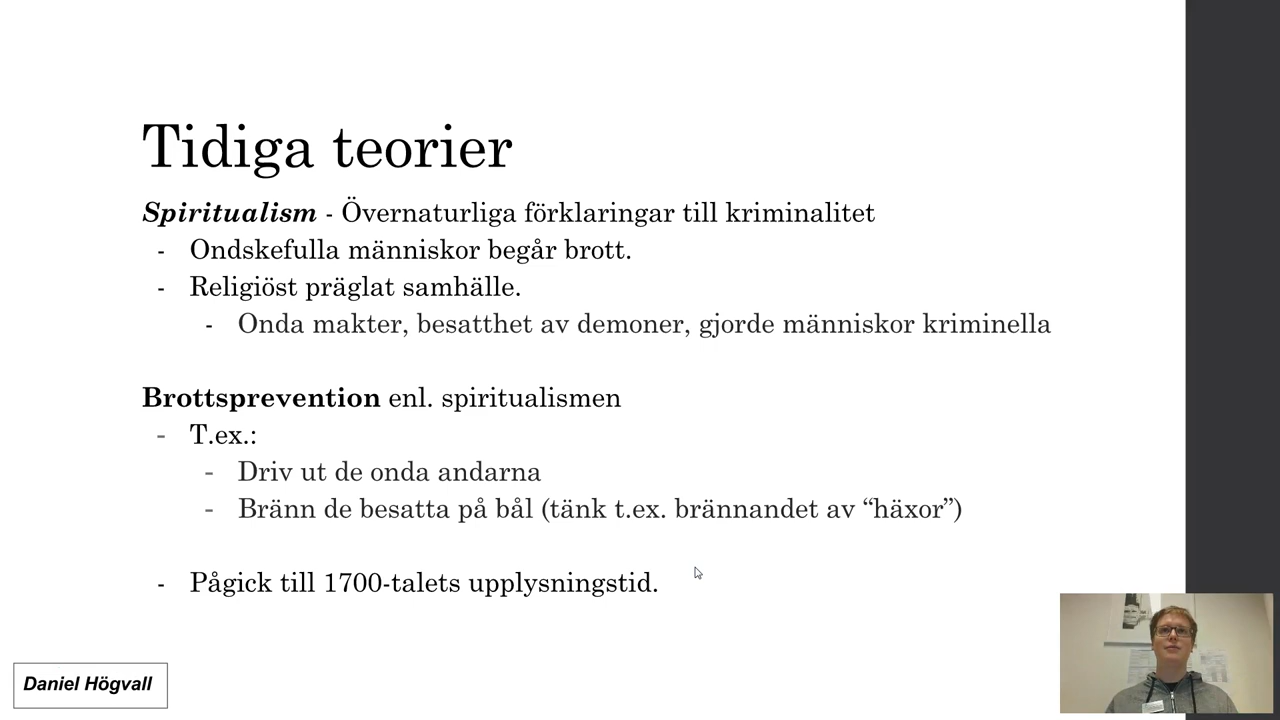 Tidiga teorier
Spiritualism - Övernaturliga förklaringar till kriminalitet
- Ondskefulla människor begår brott.
- Religiöst präglat samhälle.
- Onda makter, besatthet av demoner, gjorde människor kriminella
Brottsprevention enl. spiritualismen
- T.ex.:
- Driv ut de onda andarna
- Bränn de besatta på bål (tänk t.ex. brännandet av “häxor”)
- Pågick till 1700-talets upplysningstid.
Daniel Högvall